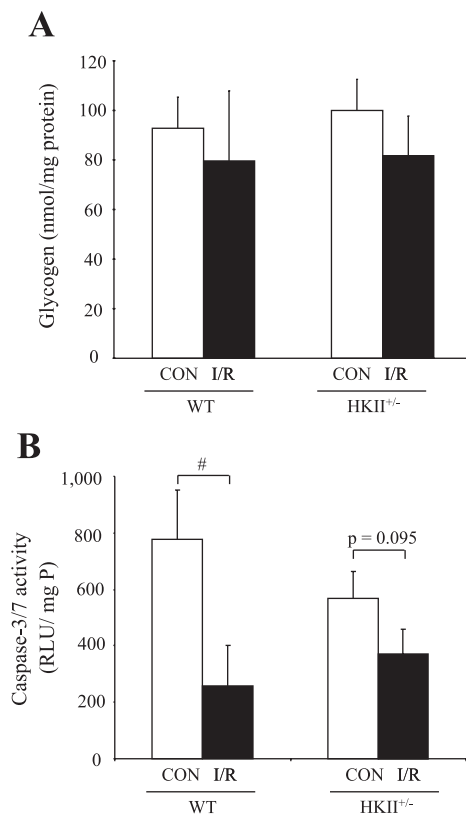 A
Glycogen (nmol/mg protein)
120
100
80
60
40
20
0
CON I/R CON I/R
WT HKII+/-
B
Caspase-3/7 activity
(RLU/ mg P)
1,000
800
600
400
200
0
#
p = 0.095
CON I/R CON I/R
WT HKII+/-